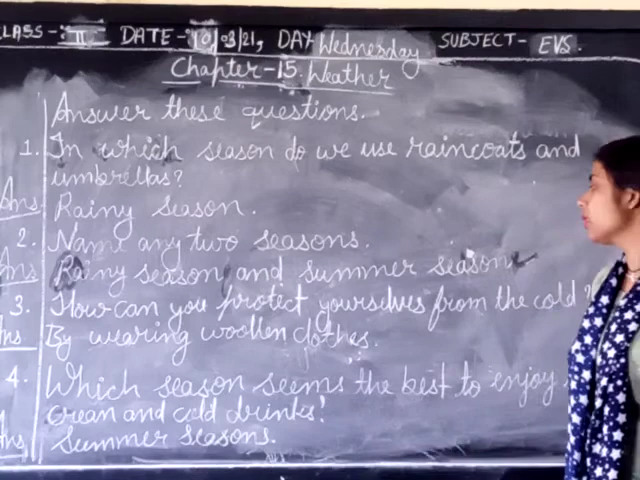 CLASS- II DATE- 10/03/21, DAY Wednesday SUBJECT- EVS.
Chapter-15. Weather
Answer these questions.
1. In which season do we use raincoats and
umbrellas?
Ans Rainy season.
2. Name any two seasons.
Ans Rainy season and summer season
3. How can you protect yourselves from the cold?
Ans By wearing woollen clothes.
4. Which season seems the best to enjoy
cream and cold drinks?
Ans Summer seasons.